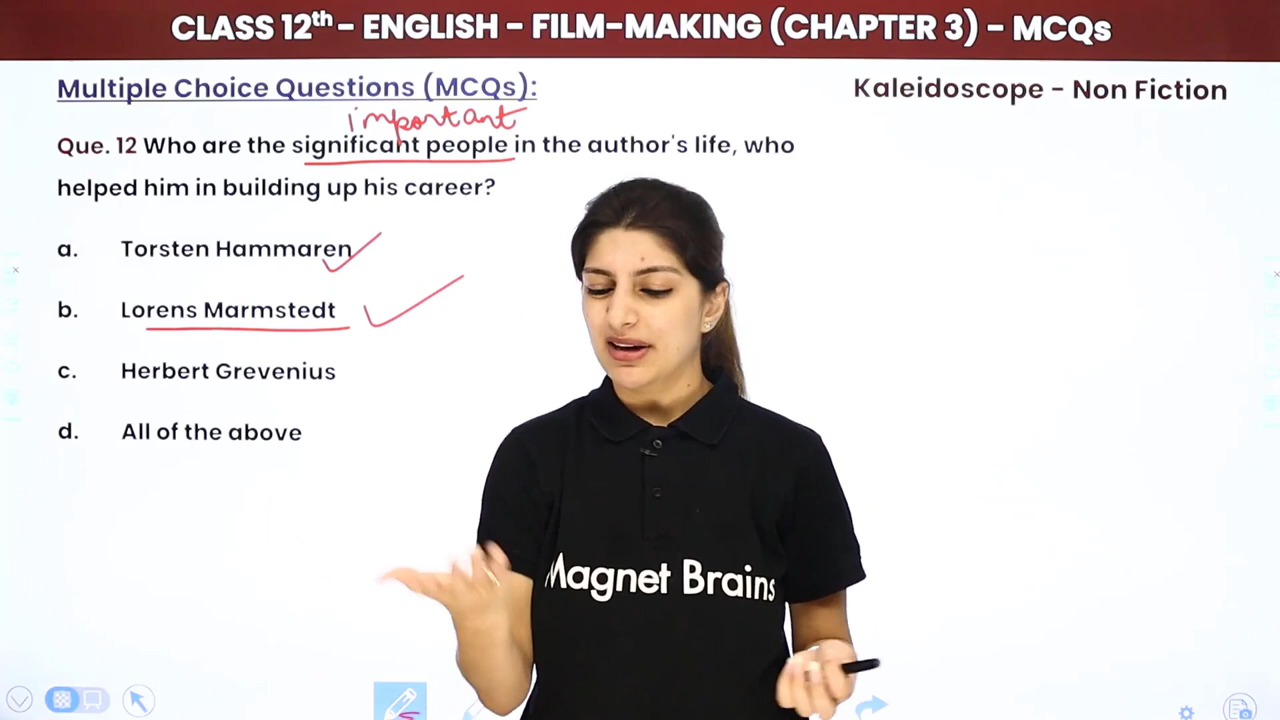 CLASS 12th - ENGLISH - FILM-MAKING (CHAPTER 3) - MCQs
Multiple Choice Questions (MCQs):
Kaleidoscope - Non Fiction
important
Que. 12 Who are the significant people in the author's life, who
helped him in building up his career?
a. Torsten Hammaren
b. Lorens Marmstedt
c. Herbert Grevenius
d. All of the above
Magnet Brains